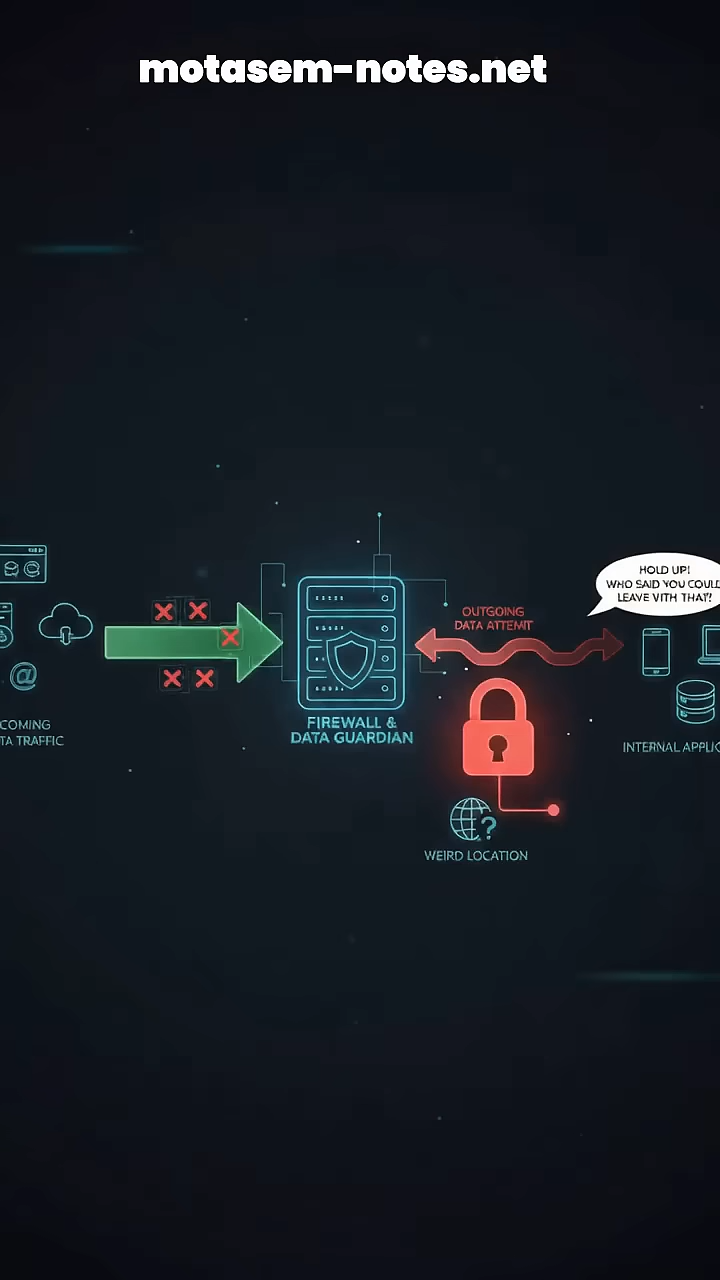 motasem-notes.net
HOLD UP!
WHO SAID YOU COULD
LEAVE VITH THAT?
OUTGOING
DATA ATTEMIT
COMING
TA TRAFFIC
FIREWALL &
DATA GUARDIAN
INTERNAL APPLIC
?
WEIRD LOCATION
@